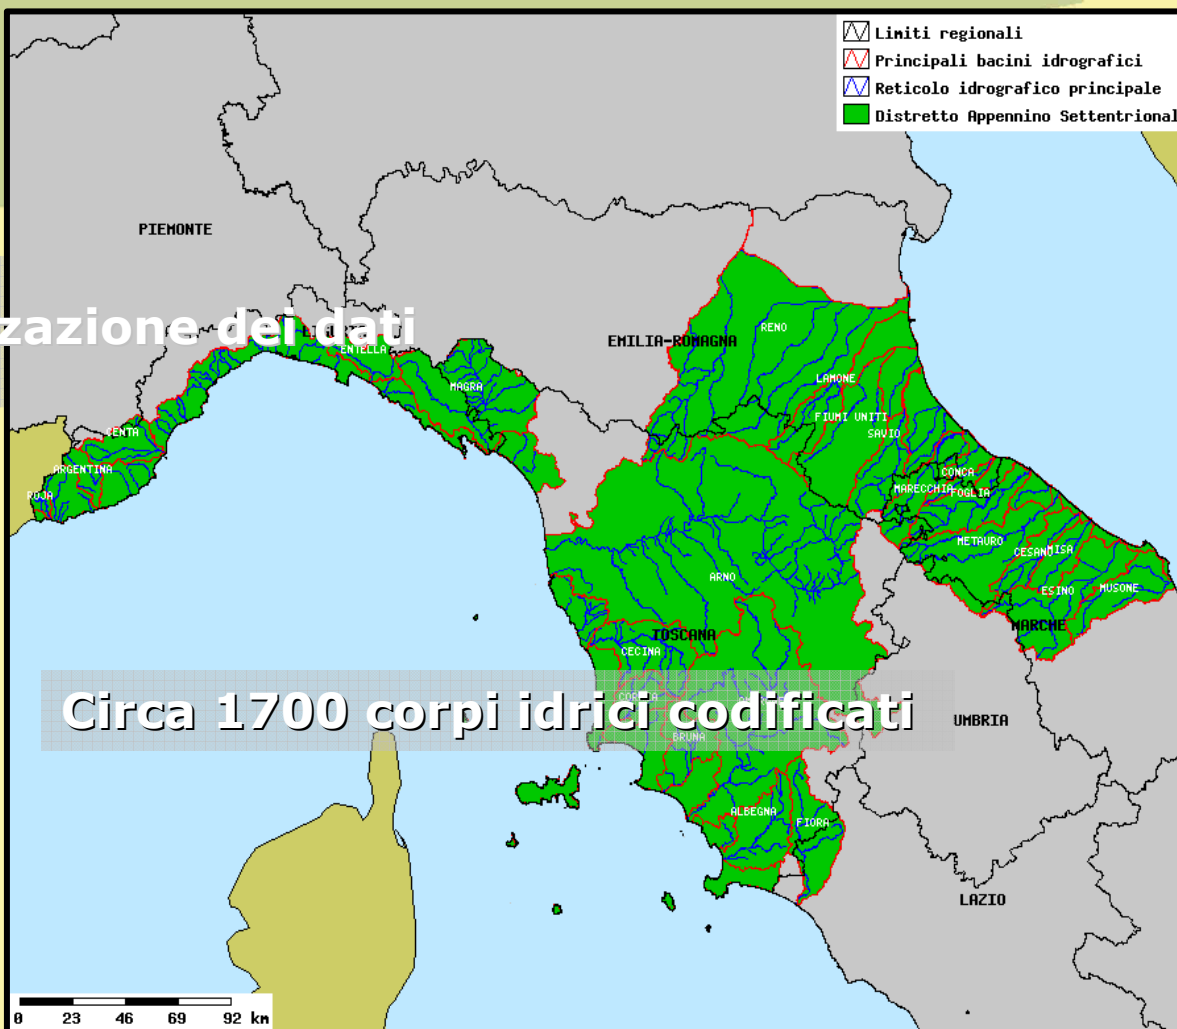 Limiti regionali
Principali bacini idrografici
Reticolo idrografico principale
Distretto Appennino Settentrional
PIEMONTE
zazione dei dati
EMILIA-ROMAGNA
RENO
ENTELLA
MAGRA
LAMONE
FIUMI UNITI
SAVIO
CENTA
ARGENTINA
ROJA
CONCA
MARECCHIA
FOGLIA
METAURO
CESANO
MISA
ARNO
ESINO
MUSONE
MARCHE
TOSCANA
CECINA
Circa 1700 corpi idrici codificati
UMBRIA
BRUNA
ALBEGNA
FIORA
LAZIO
0 23 46 69 92 km